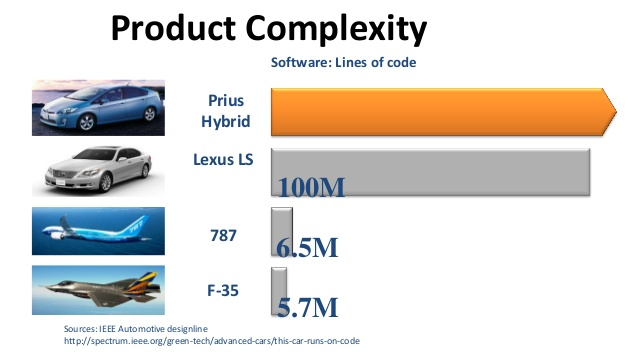 Product Complexity
Software: Lines of code
Prius
Hybrid
Lexus LS
100M
787
6.5M
F-35
5.7M
Sources: IEEE Automotive designline
http://spectrum.ieee.org/green-tech/advanced-cars/this-car-runs-on-code